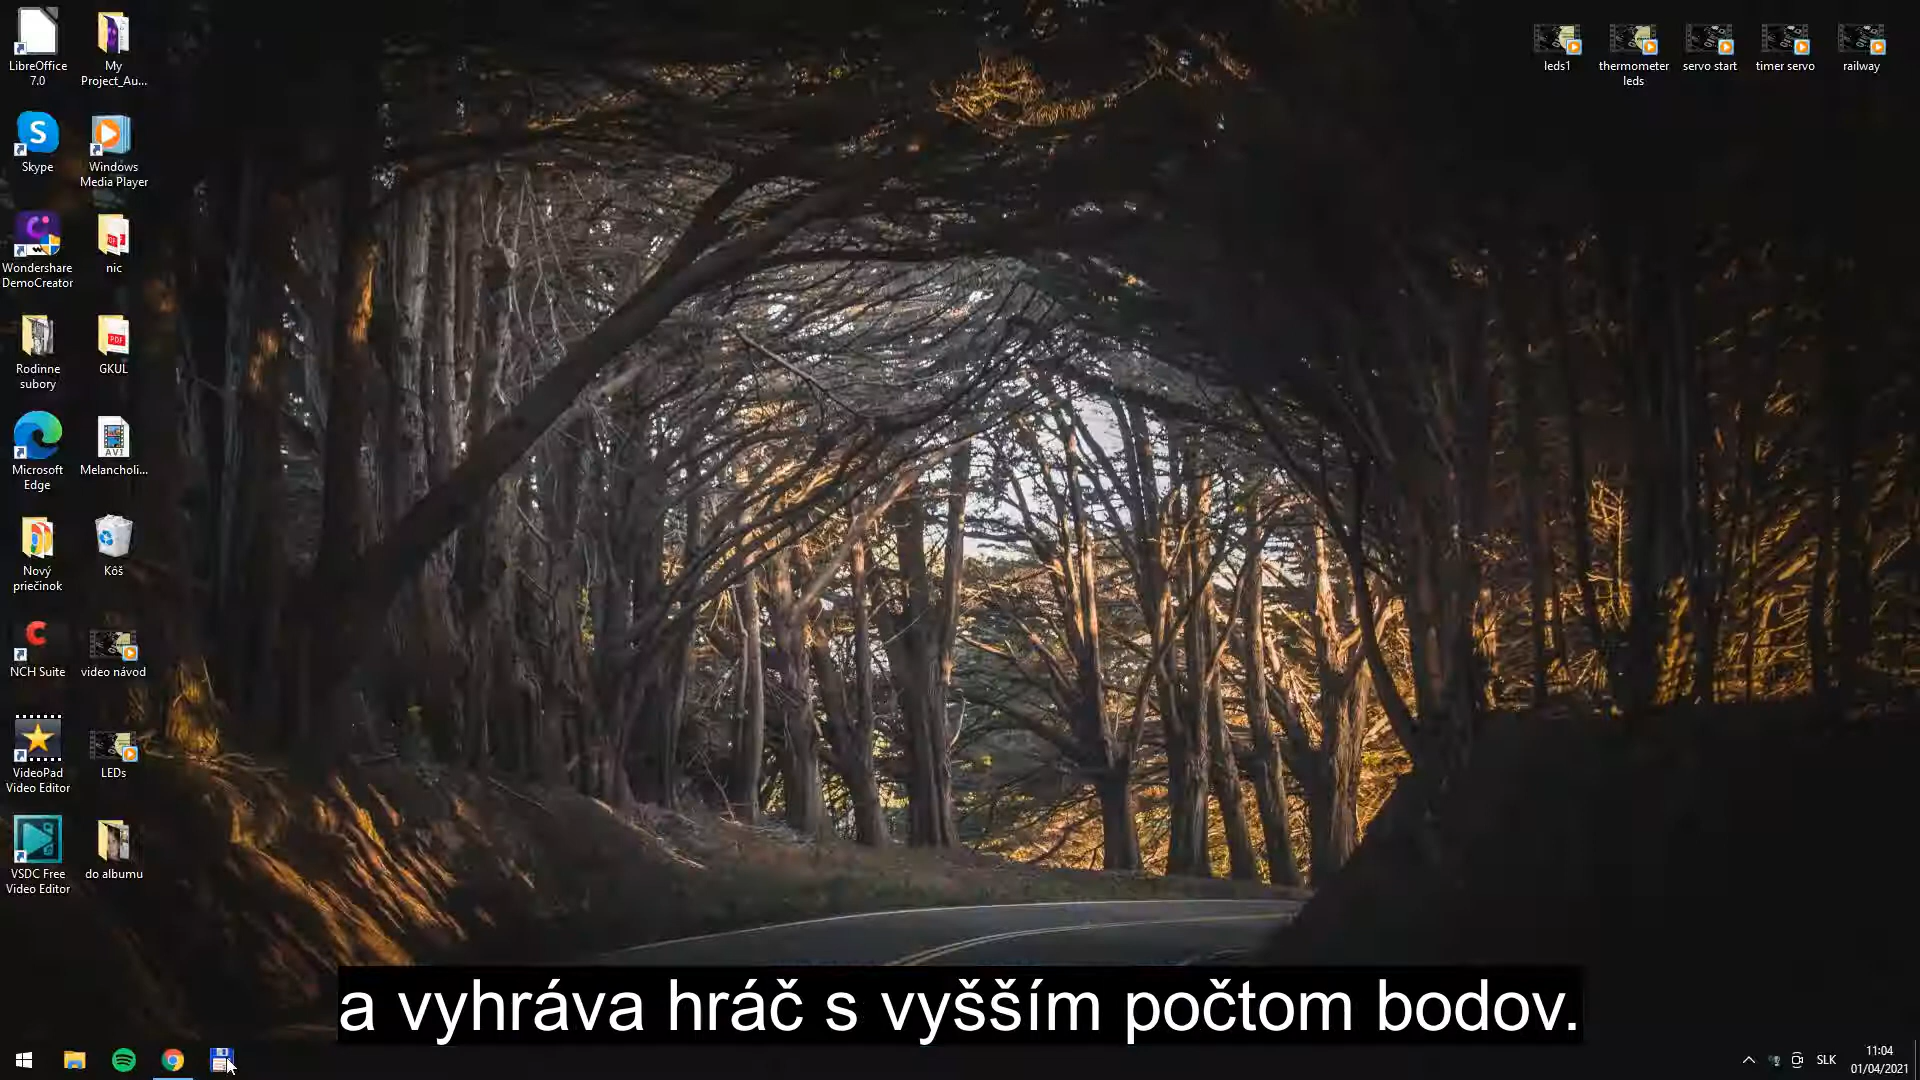 LibreOffice
7.0
My
Project_Au...
Skype
Windows
Media Player
Wondershare
DemoCreator
nic
Rodinne
subory
GKUL
Microsoft
Edge
Melancholi...
Nový
priečinok
Kôš
NCH Suite
video návod
VideoPad
Video Editor
LEDs
VSDC Free
Video Editor
do albumu
leds1
thermometer
leds
servo start
timer servo
railway
a vyhráva hráč s vyšším počtom bodov.
SLK
11:04
01/04/2021